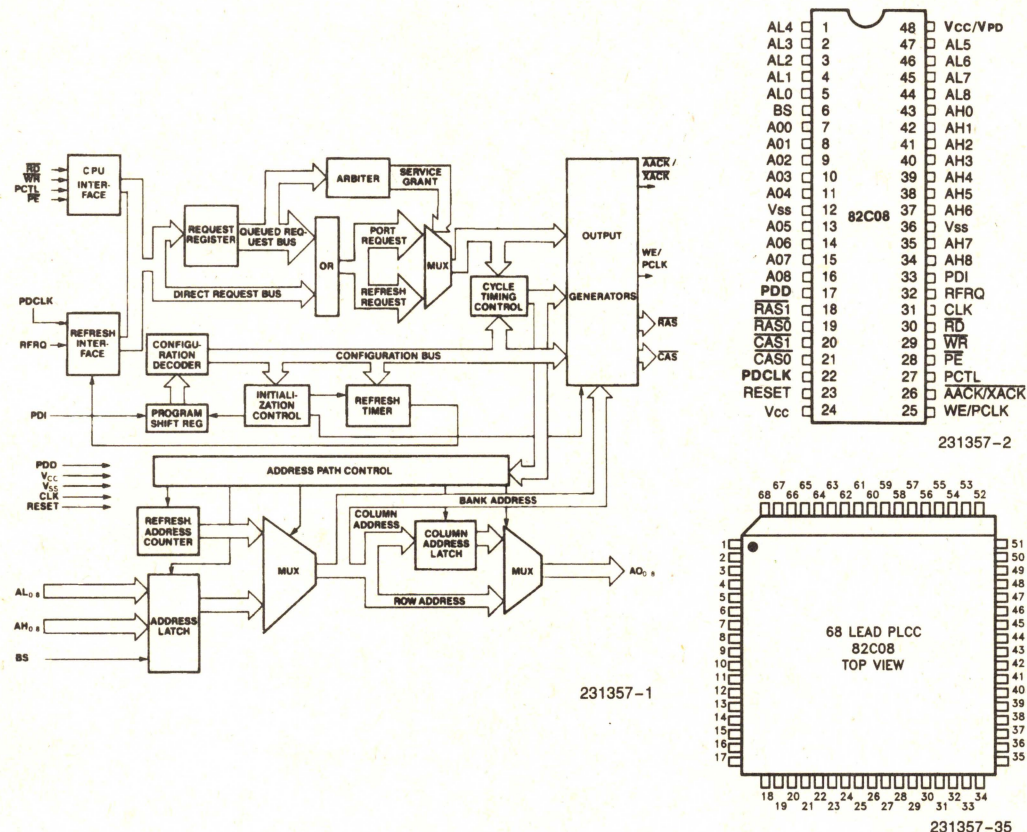 RD
WR
PCTL
PE
CPU
INTER-
FACE
PDCLK
RFRQ
REFRESH
INTER-
FACE
REQUEST
REGISTER
ARBITER
SERVICE
GRANT
QUEUED REQ-
UEST BUS
DIRECT REQUEST BUS
OR
PORT
REQUEST
REFRESH
REQUEST
MUX
CYCLE
TIMING
CONTROL
OUTPUT
GENERATORS
AACK /
XACK
WE/
PCLK
RAS
CAS
CONFIGU-
RATION
DECODER
CONFIGURATION BUS
PDI
PROGRAM
SHIFT REG
INITIALI-
ZATION
CONTROL
REFRESH
TIMER
PDD
VCC
VSS
CLK
RESET
ADDRESS PATH CONTROL
BANK ADDRESS
REFRESH
ADDRESS
COUNTER
MUX
COLUMN
ADDRESS
COLUMN
ADDRESS
LATCH
MUX
ROW ADDRESS
AO0 8
AL0 8
AH0 8
BS
ADDRESS
LATCH
231357-1
AL4 1 48 VCC/VPD
AL3 2 47 AL5
AL2 3 46 AL6
AL1 4 45 AL7
AL0 5 44 AL8
BS 6 43 AH0
A00 7 42 AH1
A01 8 41 AH2
A02 9 40 AH3
A03 10 39 AH4
A04 11 38 AH5
Vss 12 37 AH6
A05 13 36 Vss
A06 14 35 AH7
A07 15 34 AH8
A08 16 33 PDI
PDD 17 32 RFRQ
RAS1 18 31 CLK
RAS0 19 30 RD
CAS1 20 29 WR
CAS0 21 28 PE
PDCLK 22 27 PCTL
RESET 23 26 AACK/XACK
Vcc 24 25 WE/PCLK
82C08
231357-2
67 65 63 61 59 57 55 53
68 66 64 62 60 58 56 54 52
1 51
2 50
3 49
4 48
5 47
6 46
7 45
8 44
9 43
10 42
11 41
12 40
13 39
14 38
15 37
16 36
17 35
68 LEAD PLCC
82C08
TOP VIEW
18 20 22 24 26 28 30 32 34
19 21 23 25 27 29 31 33
231357-35